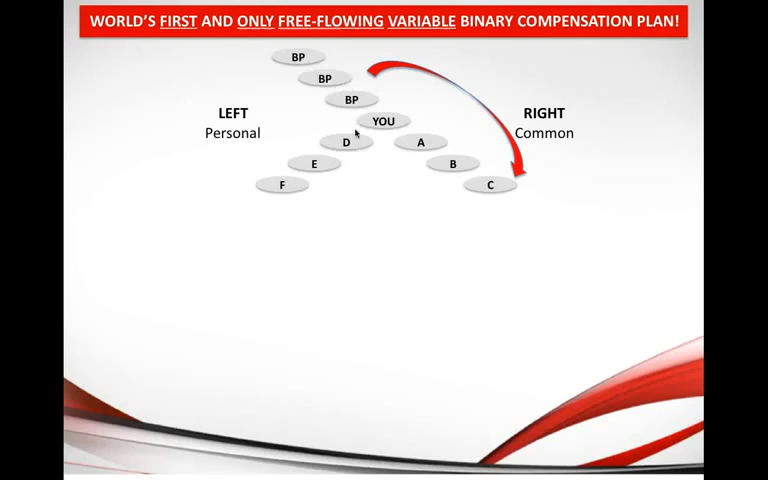 WORLD'S FIRST AND ONLY FREE-FLOWING VARIABLE BINARY COMPENSATION PLAN!
BP
BP
BP
LEFT
Personal
RIGHT
Common
YOU
D
A
E
B
F
C